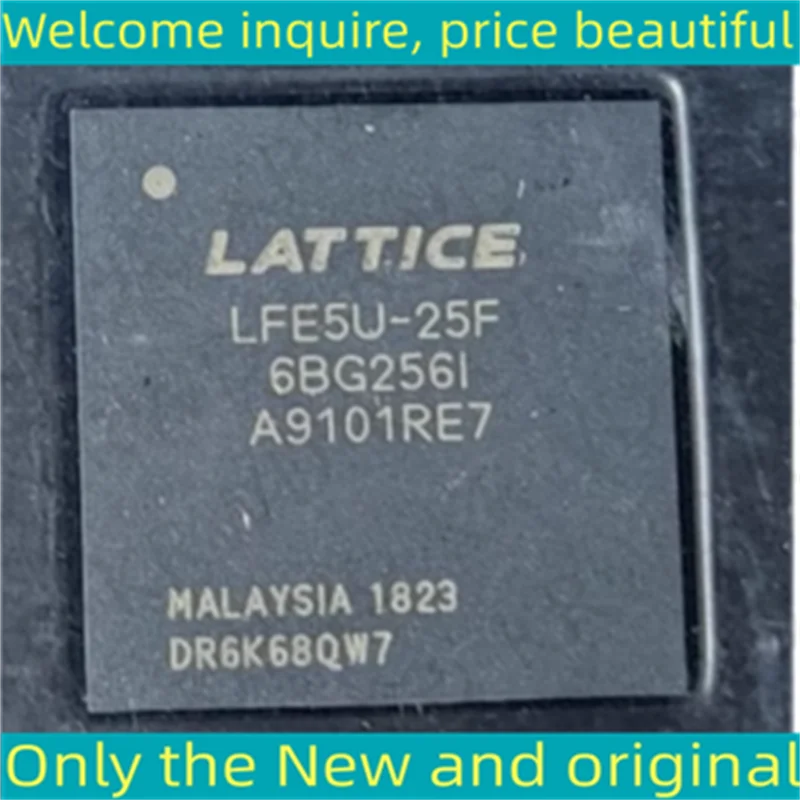 Welcome inquire, price beautiful
LATTICE
LFE5U-25F
6BG256I
A9101RE7
MALAYSIA 1823
DR6K68QW7
Only the New and original